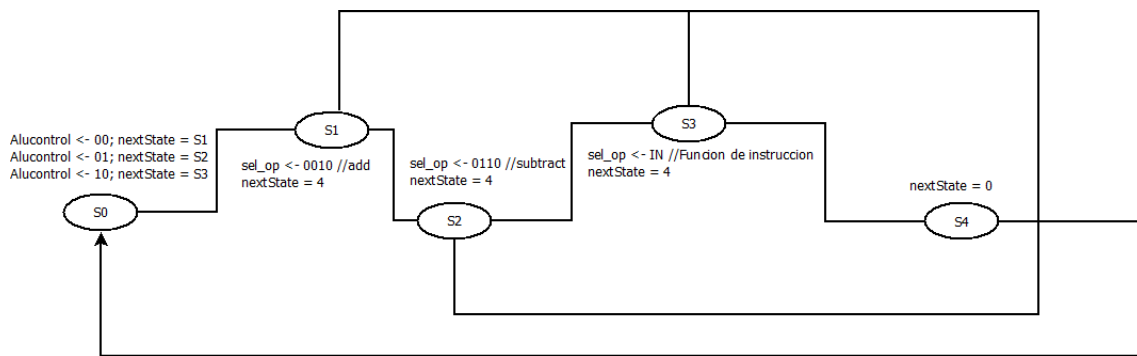 Alucontrol <- 00; nextState = S1
Alucontrol <- 01; nextState = S2
Alucontrol <- 10; nextState = S3
S0
S1
sel_op <- 0010 //add
nextState = 4
sel_op <- 0110 //subtract
nextState = 4
S2
S3
sel_op <- IN //Funcion de instruccion
nextState = 4
nextState = 0
S4